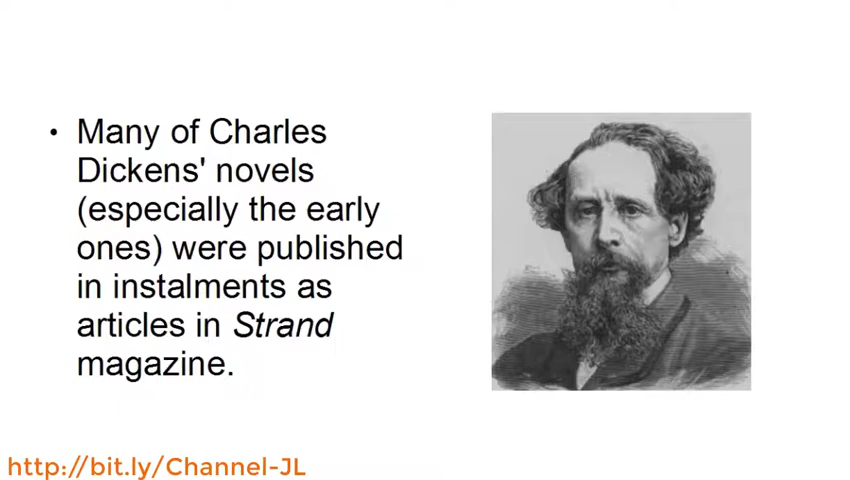 • Many of Charles
Dickens' novels
(especially the early
ones) were published
in instalments as
articles in Strand
magazine.
http://bit.ly/Channel-JL